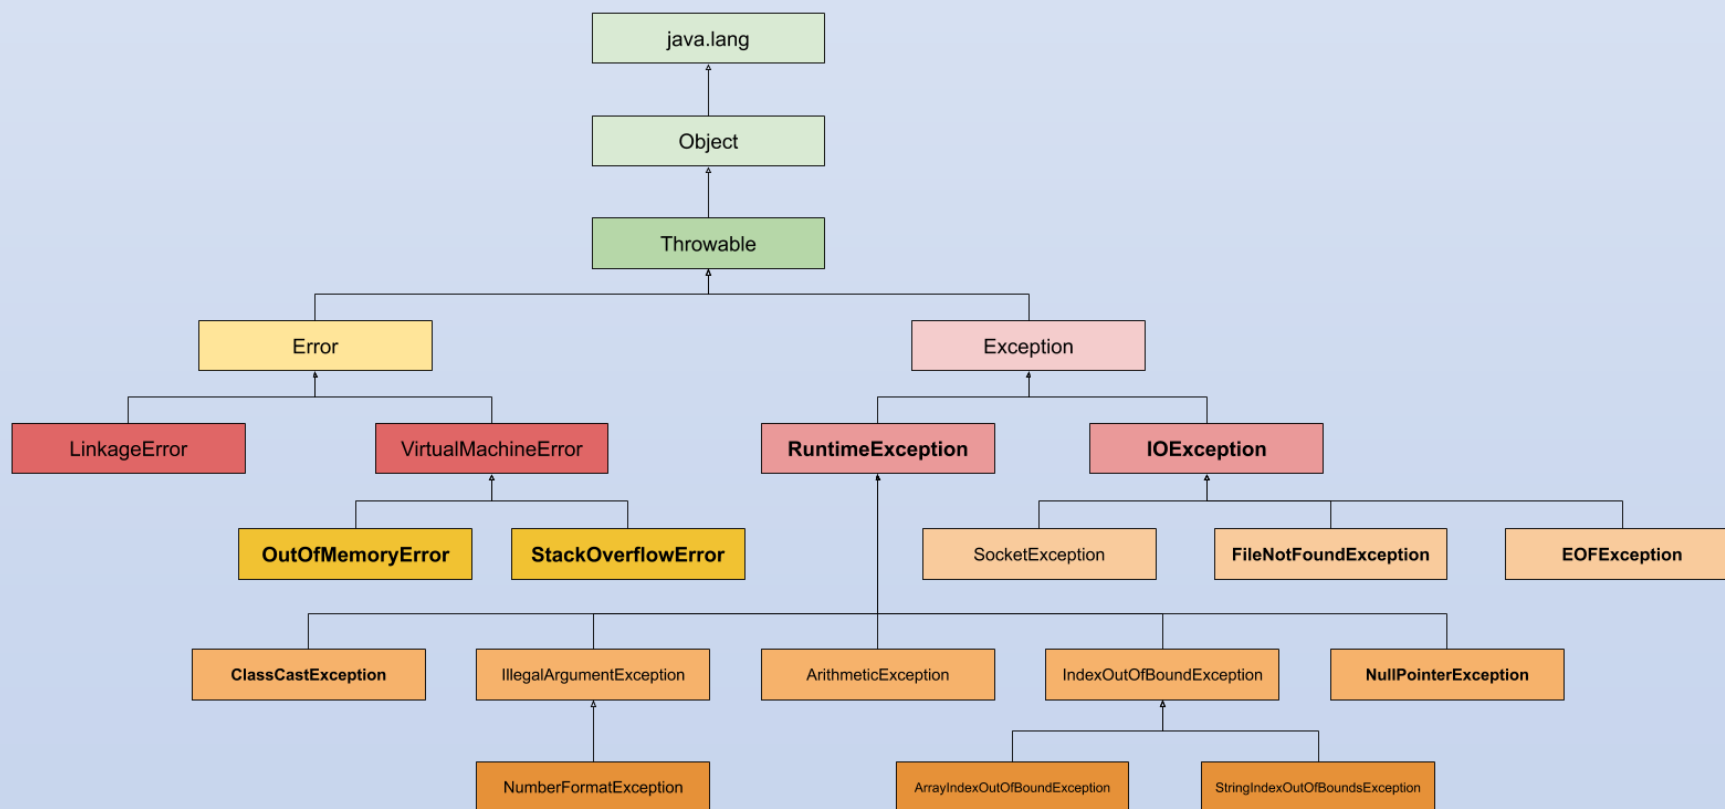 java.lang
Object
Throwable
Error
Exception
LinkageError
VirtualMachineError
RuntimeException
IOException
OutOfMemoryError
StackOverflowError
SocketException
FileNotFoundException
EOFException
ClassCastException
IllegalArgumentException
ArithmeticException
IndexOutOfBoundException
NullPointerException
NumberFormatException
ArrayIndexOutOfBoundException
StringIndexOutOfBoundsException